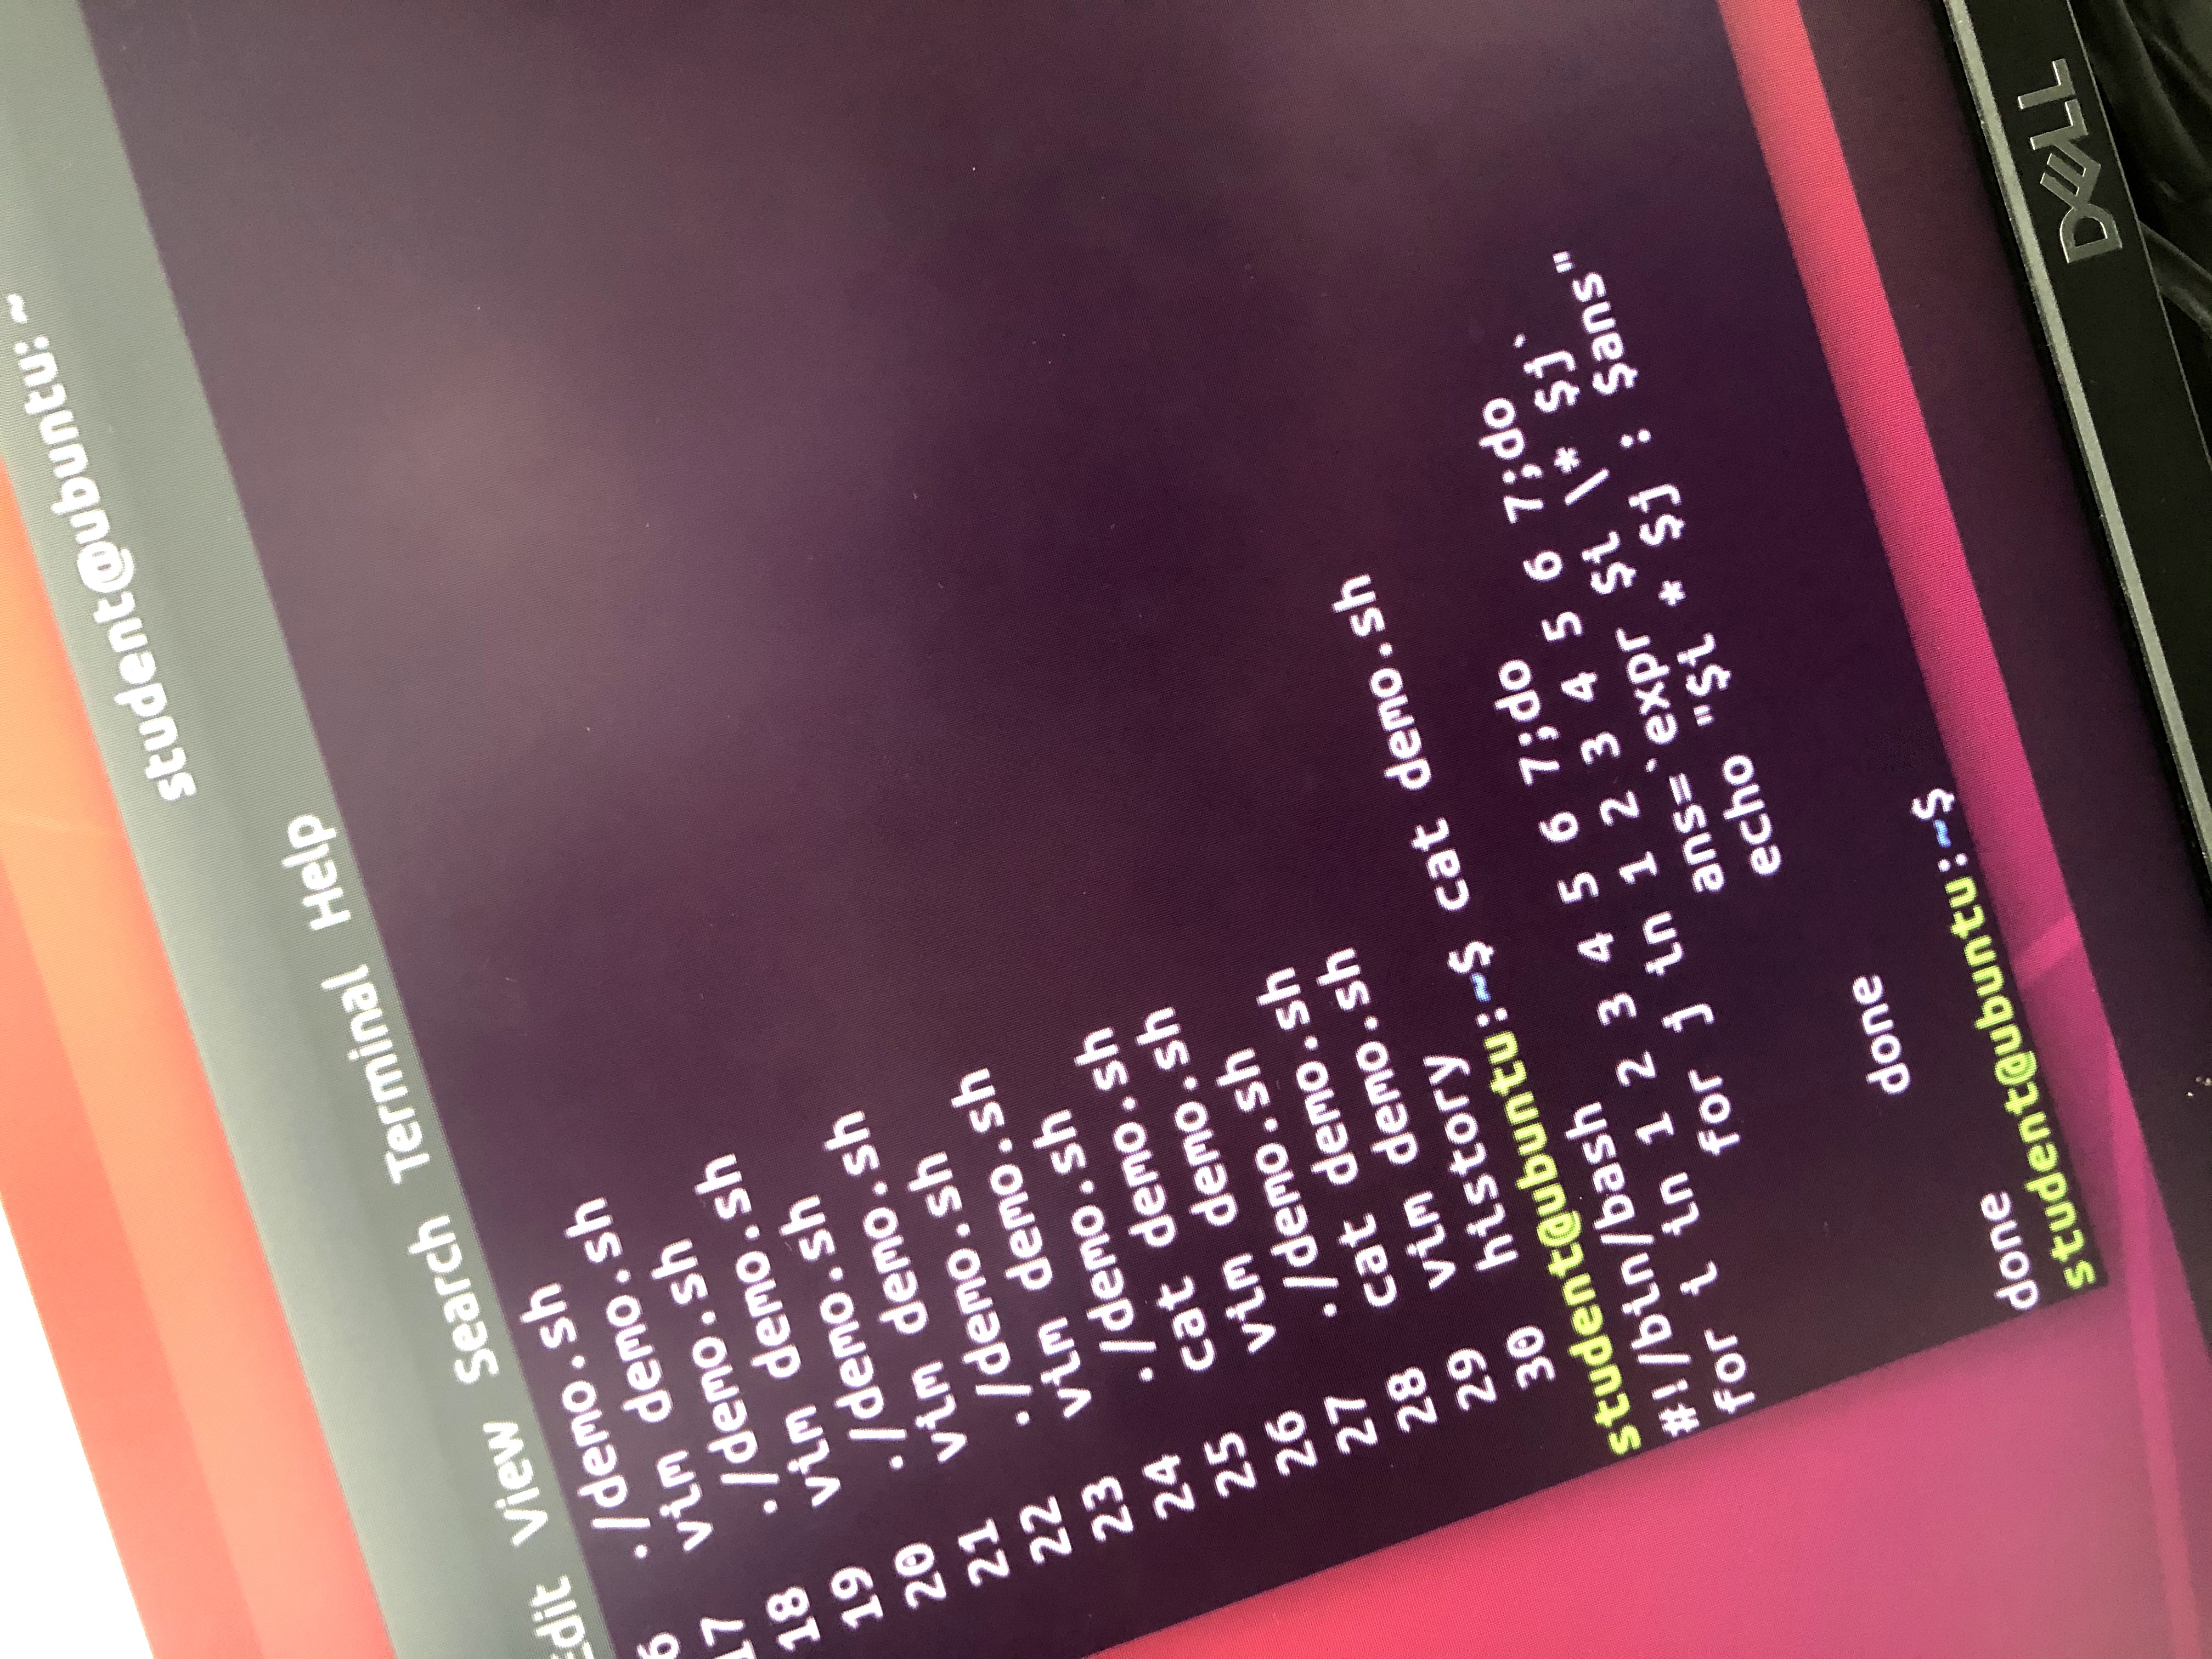 student@ubuntu: ~
Edit View Search Terminal Help
6 ./demo.sh
17 vim demo.sh
18 ./demo.sh
19 vim demo.sh
20 ./demo.sh
21 vim demo.sh
22 ./demo.sh
23 vim demo.sh
24 ./demo.sh
25 cat demo.sh
26 vim demo.sh
27 ./demo.sh
28 cat demo.sh
29 vim demo.sh
30 history
student@ubuntu:~$ cat demo.sh
#!/bin/bash
for i in 1 2 3 4 5 6 7;do
for j in 1 2 3 4 5 6 7;do
ans=`expr $i \* $j`
echo "$i * $j : $ans"
done
done
student@ubuntu:~$
DELL